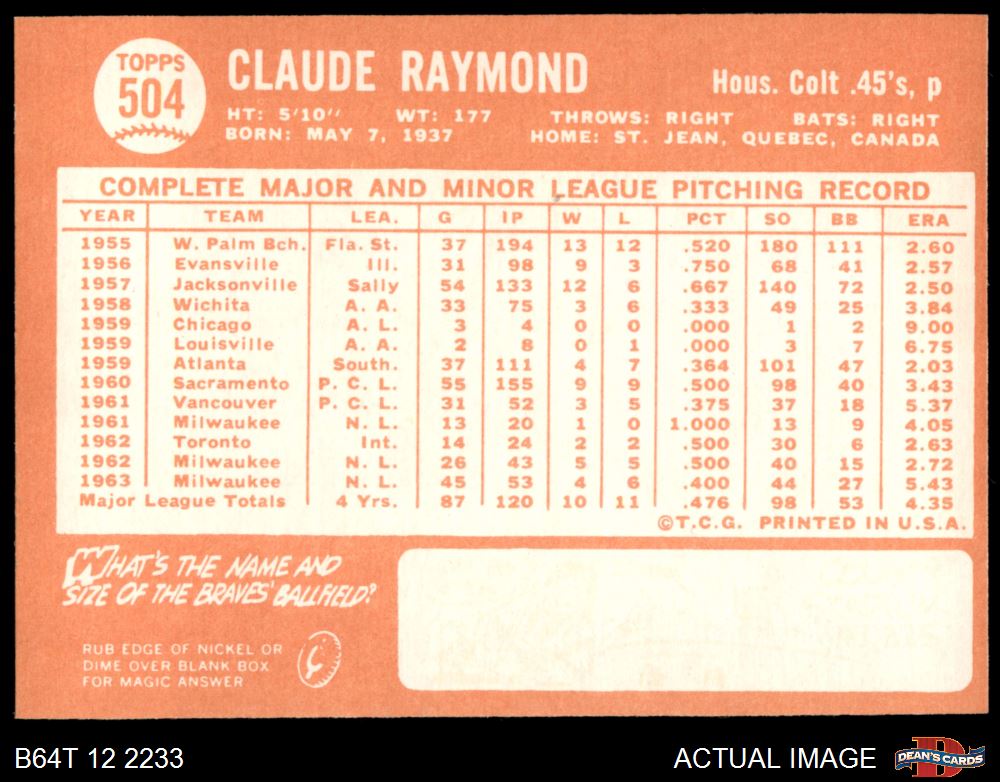 TOPPS
504
CLAUDE RAYMOND
Hous. Colt .45's, p
HT: 5'10" WT: 177 THROWS: RIGHT BATS: RIGHT
BORN: MAY 7, 1937 HOME: ST. JEAN, QUEBEC, CANADA
COMPLETE MAJOR AND MINOR LEAGUE PITCHING RECORD
YEAR TEAM LEA. G IP W L PCT SO BB ERA
1955 W. Palm Bch. Fla. St. 37 194 13 12 .520 180 111 2.60
1956 Evansville Ill. 31 98 9 3 .750 68 41 2.57
1957 Jacksonville Sally 54 133 12 6 .667 140 72 2.50
1958 Wichita A. A. 33 75 3 6 .333 49 25 3.84
1959 Chicago A. L. 3 4 0 0 .000 1 2 9.00
1959 Louisville A. A. 2 8 0 1 .000 3 7 6.75
1959 Atlanta South. 37 111 4 7 .364 101 47 2.03
1960 Sacramento P. C. L. 55 155 9 9 .500 98 40 3.43
1961 Vancouver P. C. L. 31 52 3 5 .375 37 18 5.37
1961 Milwaukee N. L. 13 20 1 0 1.000 13 9 4.05
1962 Toronto Int. 14 24 2 2 .500 30 6 2.63
1962 Milwaukee N. L. 26 43 5 5 .500 40 15 2.72
1963 Milwaukee N. L. 45 53 4 6 .400 44 27 5.43
Major League Totals 4 Yrs. 87 120 10 11 .476 98 53 4.35
©T.C.G. PRINTED IN U.S.A.
WHAT'S THE NAME AND
SIZE OF THE BRAVES' BALLFIELD?
RUB EDGE OF NICKEL OR
DIME OVER BLANK BOX
FOR MAGIC ANSWER
B64T 12 2233
ACTUAL IMAGE
D
DEAN'S CARDS